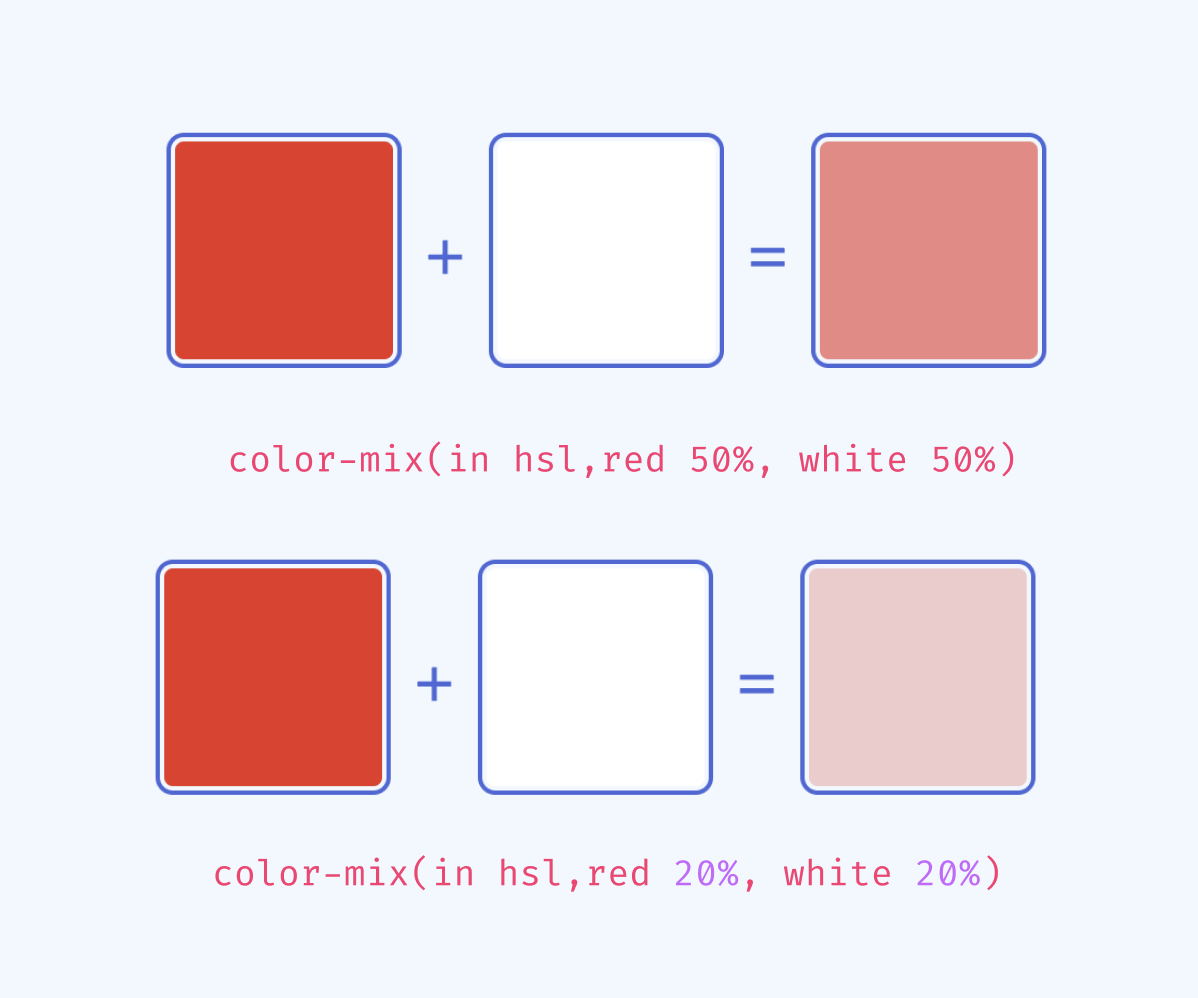 + =
color-mix(in hsl,red 50%, white 50%)
+ =
color-mix(in hsl,red 20%, white 20%)